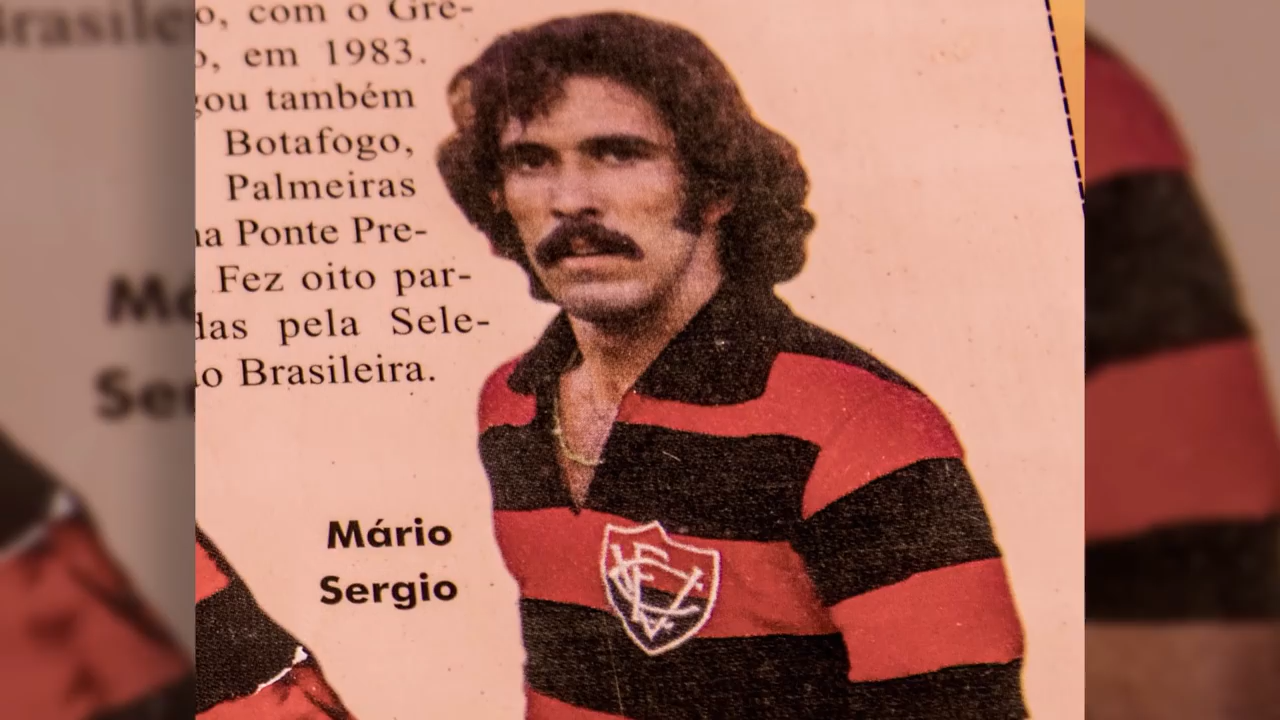 o, com o Gre-
o, em 1983.
gou também
Botafogo,
Palmeiras
na Ponte Pre-
Fez oito par-
das pela Sele-
o Brasileira.
Mário
Sergio
ECV